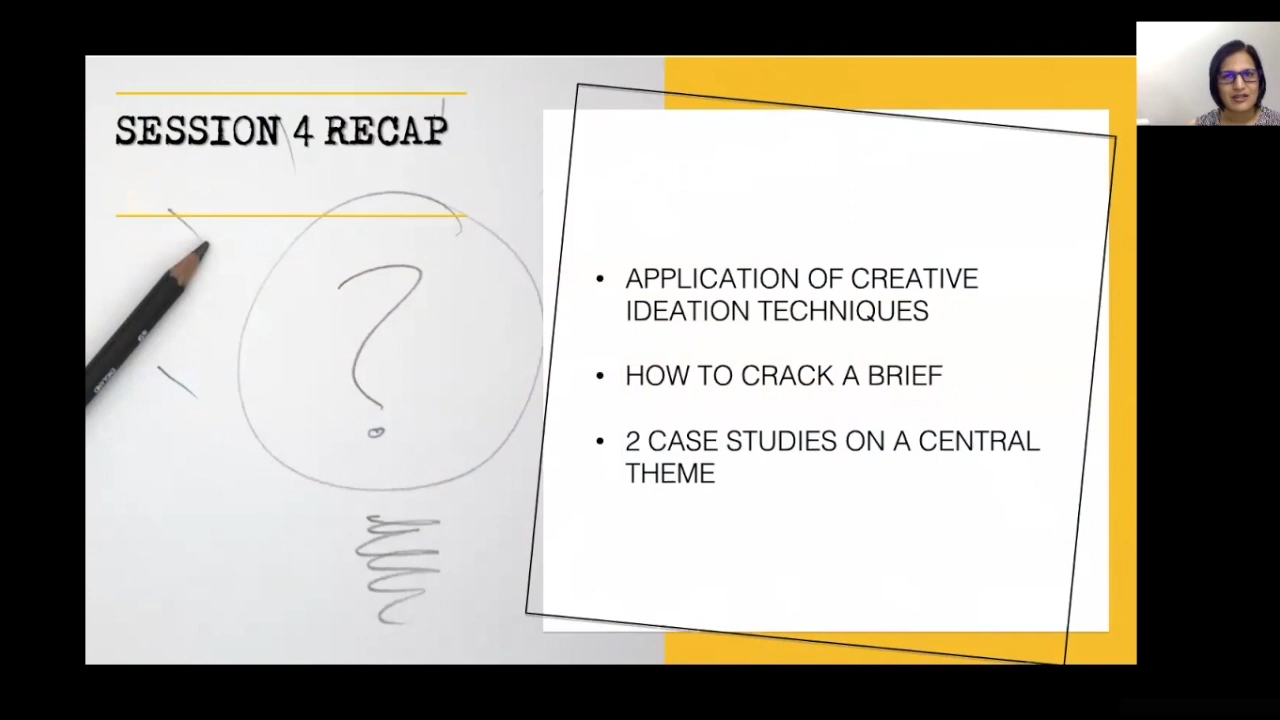 SESSION 4 RECAP
• APPLICATION OF CREATIVE
IDEATION TECHNIQUES
• HOW TO CRACK A BRIEF
• 2 CASE STUDIES ON A CENTRAL
THEME